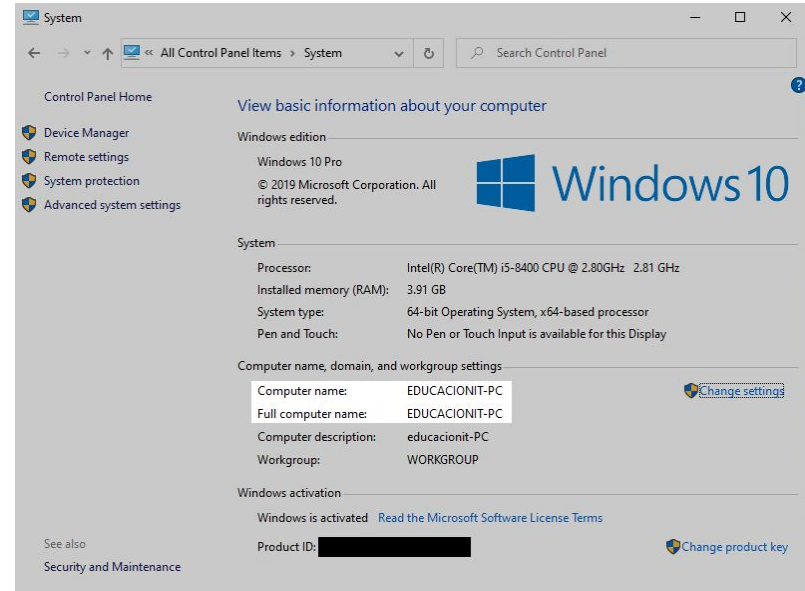 System
« All Control Panel Items › System
Search Control Panel
?
Control Panel Home
Device Manager
Remote settings
System protection
Advanced system settings
View basic information about your computer
Windows edition
Windows 10 Pro
© 2019 Microsoft Corporation. All
rights reserved.
Windows 10
System
Processor: Intel(R) Core(TM) i5-8400 CPU @ 2.80GHz 2.81 GHz
Installed memory (RAM): 3.91 GB
System type: 64-bit Operating System, x64-based processor
Pen and Touch: No Pen or Touch Input is available for this Display
Computer name, domain, and workgroup settings
Computer name: EDUCACIONIT-PC Change settings
Full computer name: EDUCACIONIT-PC
Computer description: educacionit-PC
Workgroup: WORKGROUP
Windows activation
Windows is activated Read the Microsoft Software License Terms
Product ID: Change product key
See also
Security and Maintenance